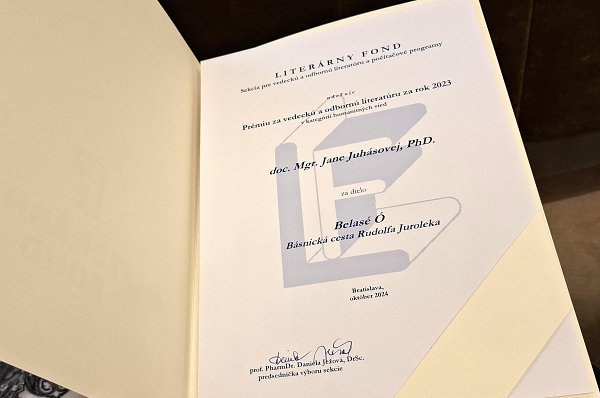 LITERÁRNY FOND
Sekcia pre vedeckú a odbornú literatúru a počítačové programy
udeľuje
Prémiu za vedeckú a odbornú literatúru za rok 2023
v kategórii humanitných vied
doc. Mgr. Jane Juhásovej, PhD.
za dielo
Belasé Ó
Básnická cesta Rudolfa Juroleka
Bratislava,
október 2024
prof. PharmDr. Daniela Ježová, DrSc.
predsedníčka výboru sekcie